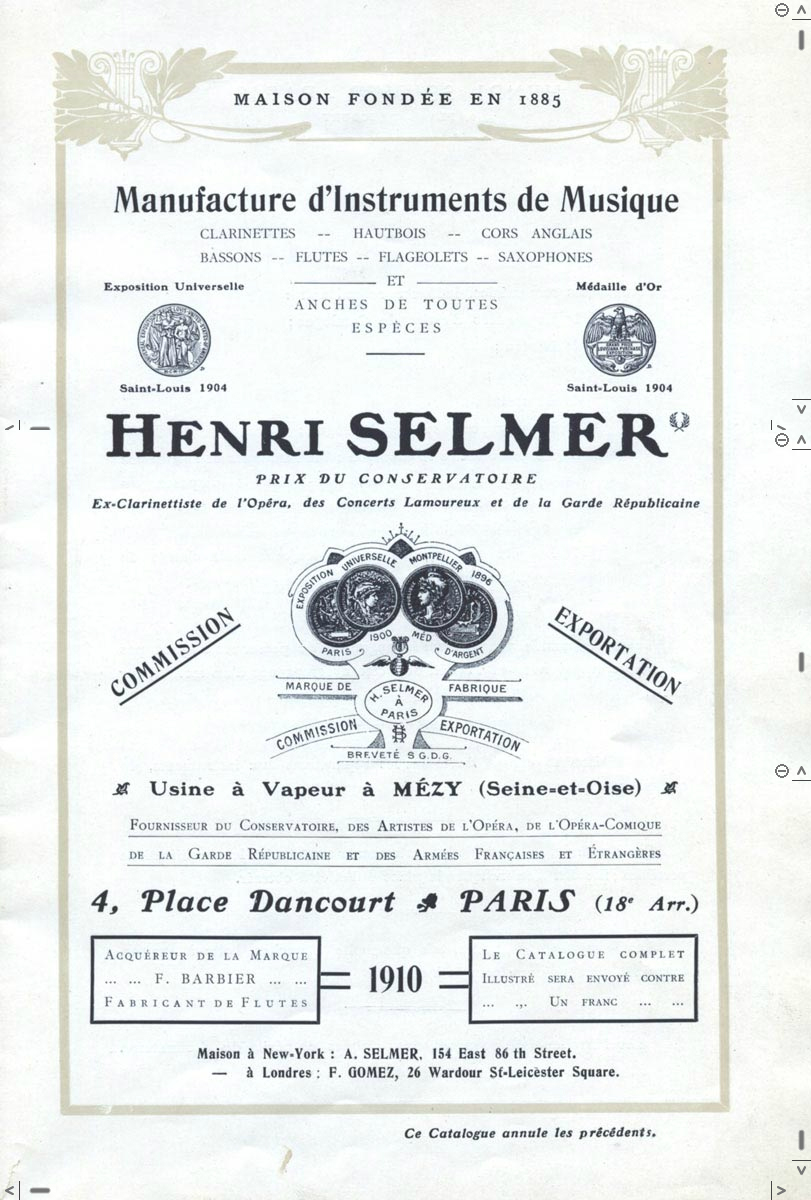 MAISON FONDÉE EN 1885
Manufacture d'Instruments de Musique
CLARINETTES -- HAUTBOIS -- CORS ANGLAIS
BASSONS -- FLUTES -- FLAGEOLETS -- SAXOPHONES
ET
ANCHES DE TOUTES
ESPÈCES
Exposition Universelle
Saint-Louis 1904
Médaille d'Or
Saint-Louis 1904
HENRI SELMER
PRIX DU CONSERVATOIRE
Ex-Clarinettiste de l'Opéra, des Concerts Lamoureux et de la Garde Républicaine
COMMISSION
EXPOSITION UNIVERSELLE MONTPELLIER 1896
PARIS 1900 MÉD D'ARGENT
MARQUE DE FABRIQUE
H. SELMER
À
PARIS
COMMISSION EXPORTATION
BREVETÉ S.G.D.G.
EXPORTATION
Usine à Vapeur à MÉZY (Seine-et-Oise)
FOURNISSEUR DU CONSERVATOIRE, DES ARTISTES DE L'OPÉRA, DE L'OPÉRA-COMIQUE
DE LA GARDE RÉPUBLICAINE ET DES ARMÉES FRANÇAISES ET ÉTRANGÈRES
4, Place Dancourt PARIS (18e Arr.)
ACQUÉREUR DE LA MARQUE
... ... F. BARBIER ... ...
FABRICANT DE FLUTES
1910
LE CATALOGUE COMPLET
ILLUSTRÉ SERA ENVOYÉ CONTRE
... ... UN FRANC ... ...
Maison à New-York : A. SELMER, 154 East 86 th Street.
— à Londres : F. GOMEZ, 26 Wardour St-Leicester Square.
Ce Catalogue annule les précédents.